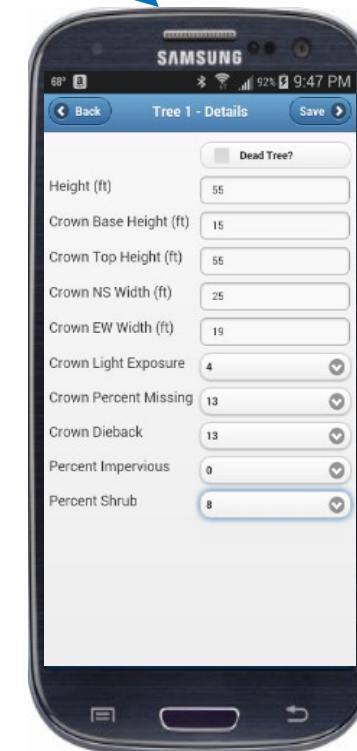 SAMSUNG
68° a 92% 9:47 PM
Back Tree 1 - Details Save
Dead Tree?
Height (ft) 55
Crown Base Height (ft) 15
Crown Top Height (ft) 55
Crown NS Width (ft) 25
Crown EW Width (ft) 19
Crown Light Exposure 4
Crown Percent Missing 13
Crown Dieback 13
Percent Impervious 0
Percent Shrub 8